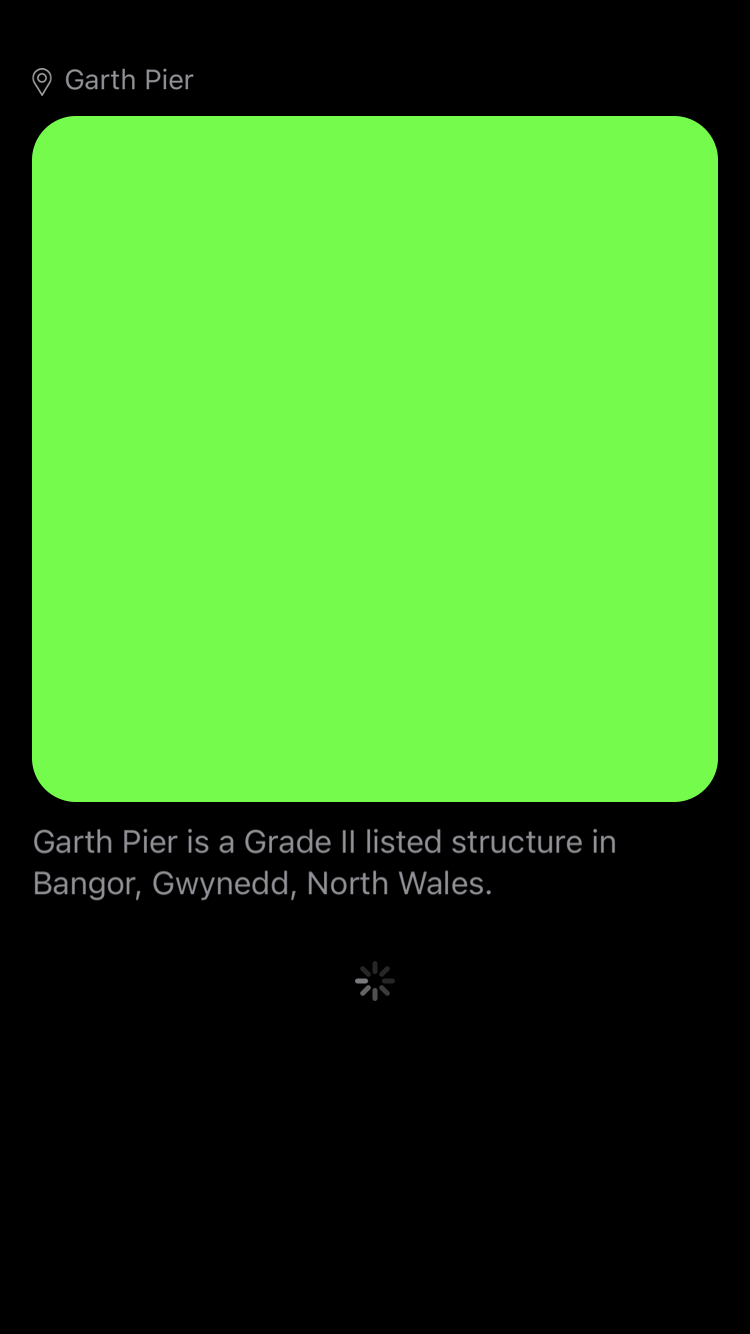 Garth Pier
Garth Pier is a Grade II listed structure in
Bangor, Gwynedd, North Wales.